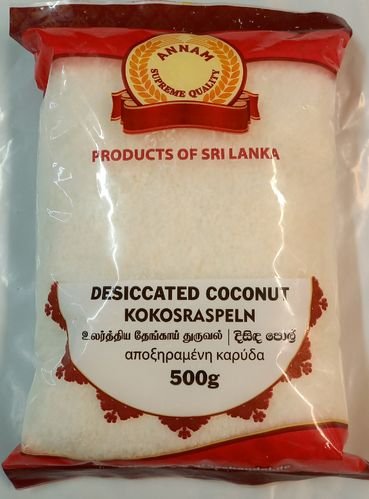 ANNAM
SUPREME QUALITY
PRODUCTS OF SRI LANKA
DESICCATED COCONUT
KOKOSRASPELN
உலர்த்திய தேங்காய் துருவல் | දිසිඳ පොල්
αποξηραμένη καρύδα
500g